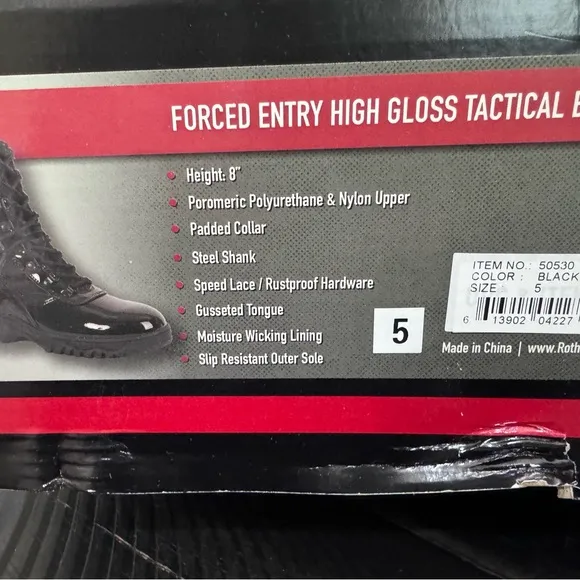 FORCED ENTRY HIGH GLOSS TACTICAL
Height: 8"
Poromeric Polyurethane & Nylon Upper
Padded Collar
Steel Shank
Speed Lace / Rustproof Hardware
Gusseted Tongue
Moisture Wicking Lining
Slip Resistant Outer Sole
5
ITEM NO.: 50530
COLOR : BLACK
SIZE : 5
6 13902 04227
Made in China | www.Roth